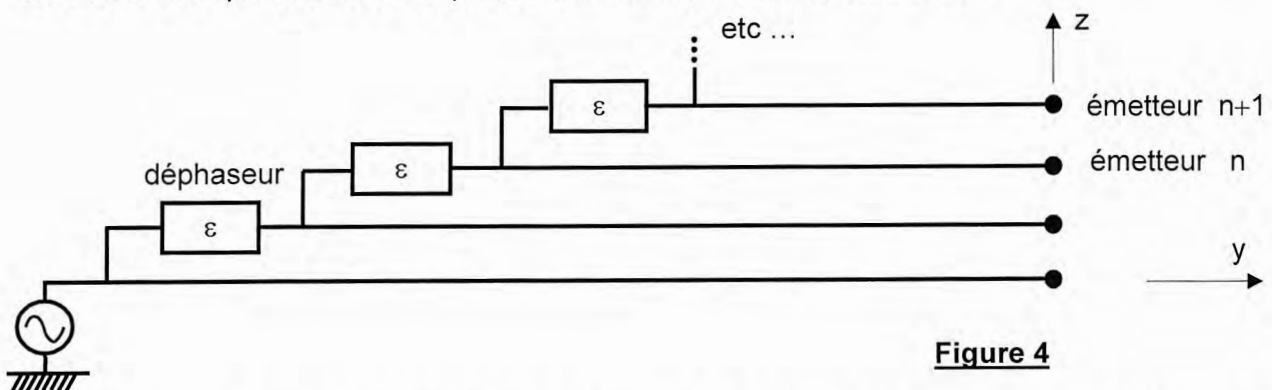 etc ...
z
ε
émetteur n+1
ε
émetteur n
déphaseur
ε
y
Figure 4